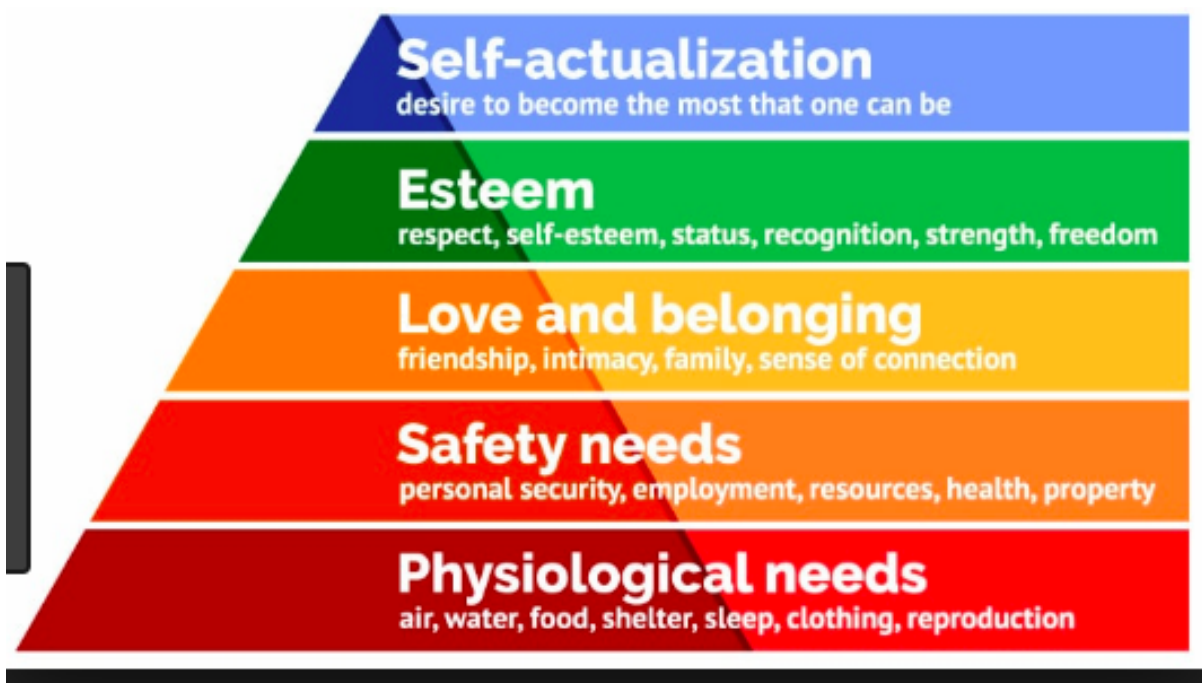 Self-actualization
desire to become the most that one can be
Esteem
respect, self-esteem, status, recognition, strength, freedom
Love and belonging
friendship, intimacy, family, sense of connection
Safety needs
personal security, employment, resources, health, property
Physiological needs
air, water, food, shelter, sleep, clothing, reproduction